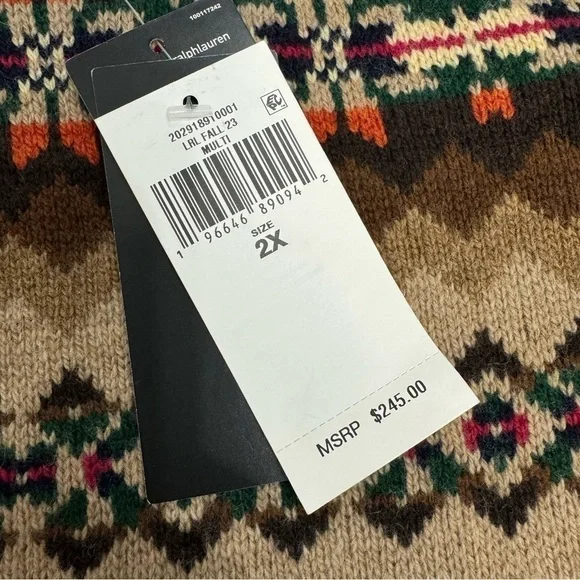 100117242
ralphlauren
202918910001
LRL FALL 23
MULTI
1 96646 89094 2
SIZE
2X
MSRP $245.00